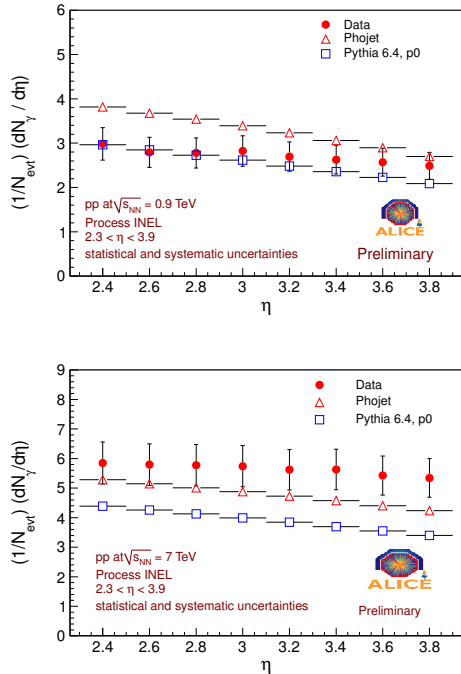 (1/N_evt) (dN_γ / dη)
6
5
4
3
2
1
0
Data
Phojet
Pythia 6.4, p0
pp at√s_NN = 0.9 TeV
Process INEL
2.3 < η < 3.9
statistical and systematic uncertainties
ALICE
Preliminary
2.4 2.6 2.8 3 3.2 3.4 3.6 3.8
η
(1/N_evt) (dN_γ/dη)
9
8
7
6
5
4
3
2
1
0
Data
Phojet
Pythia 6.4, p0
pp at√s_NN = 7 TeV
Process INEL
2.3 < η < 3.9
statistical and systematic uncertainties
ALICE
Preliminary
2.4 2.6 2.8 3 3.2 3.4 3.6 3.8
η